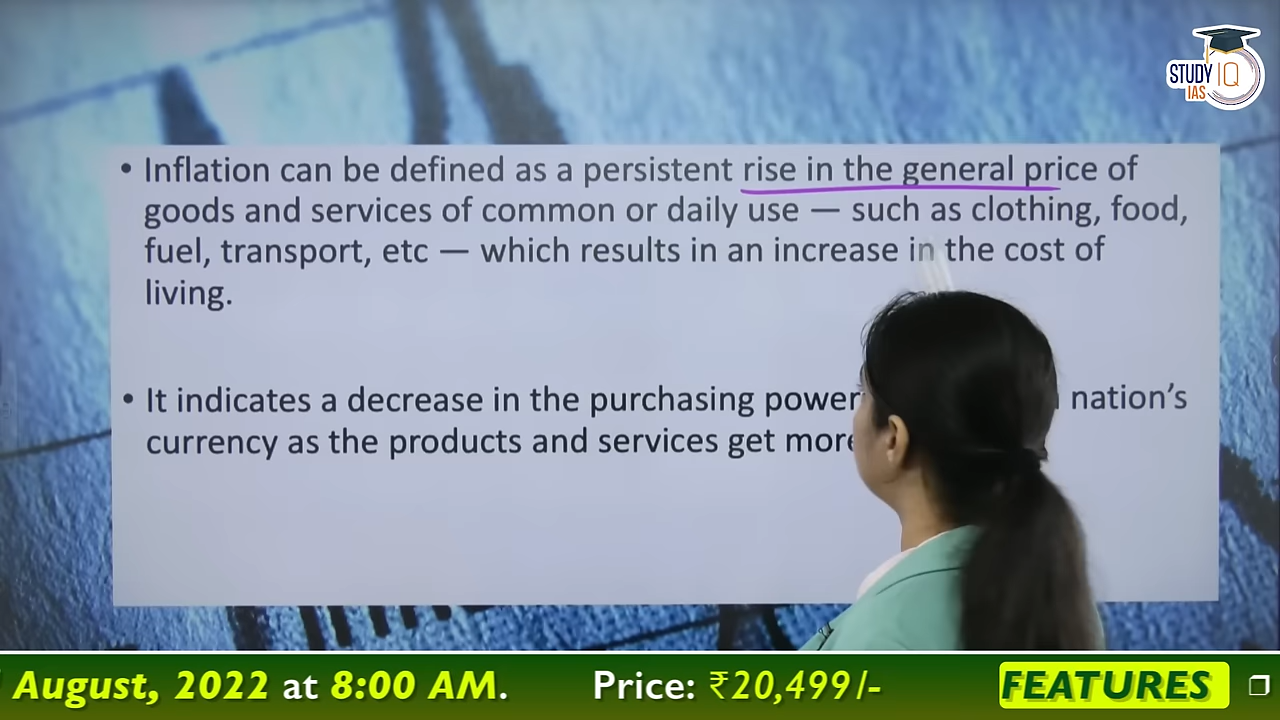 STUDY IQ
IAS
• Inflation can be defined as a persistent rise in the general price of
goods and services of common or daily use — such as clothing, food,
fuel, transport, etc — which results in an increase in the cost of
living.
• It indicates a decrease in the purchasing power nation's
currency as the products and services get more
August, 2022 at 8:00 AM. Price: ₹20,499/- FEATURES